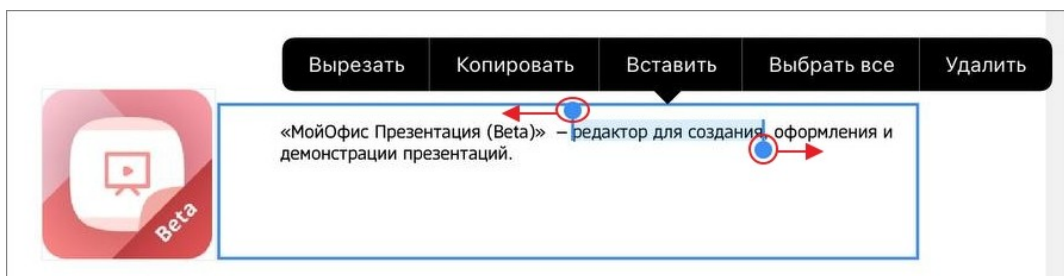 Вырезать Копировать Вставить Выбрать все Удалить
«МойОфис Презентация (Beta)» – редактор для создания, оформления и
демонстрации презентаций.
Beta